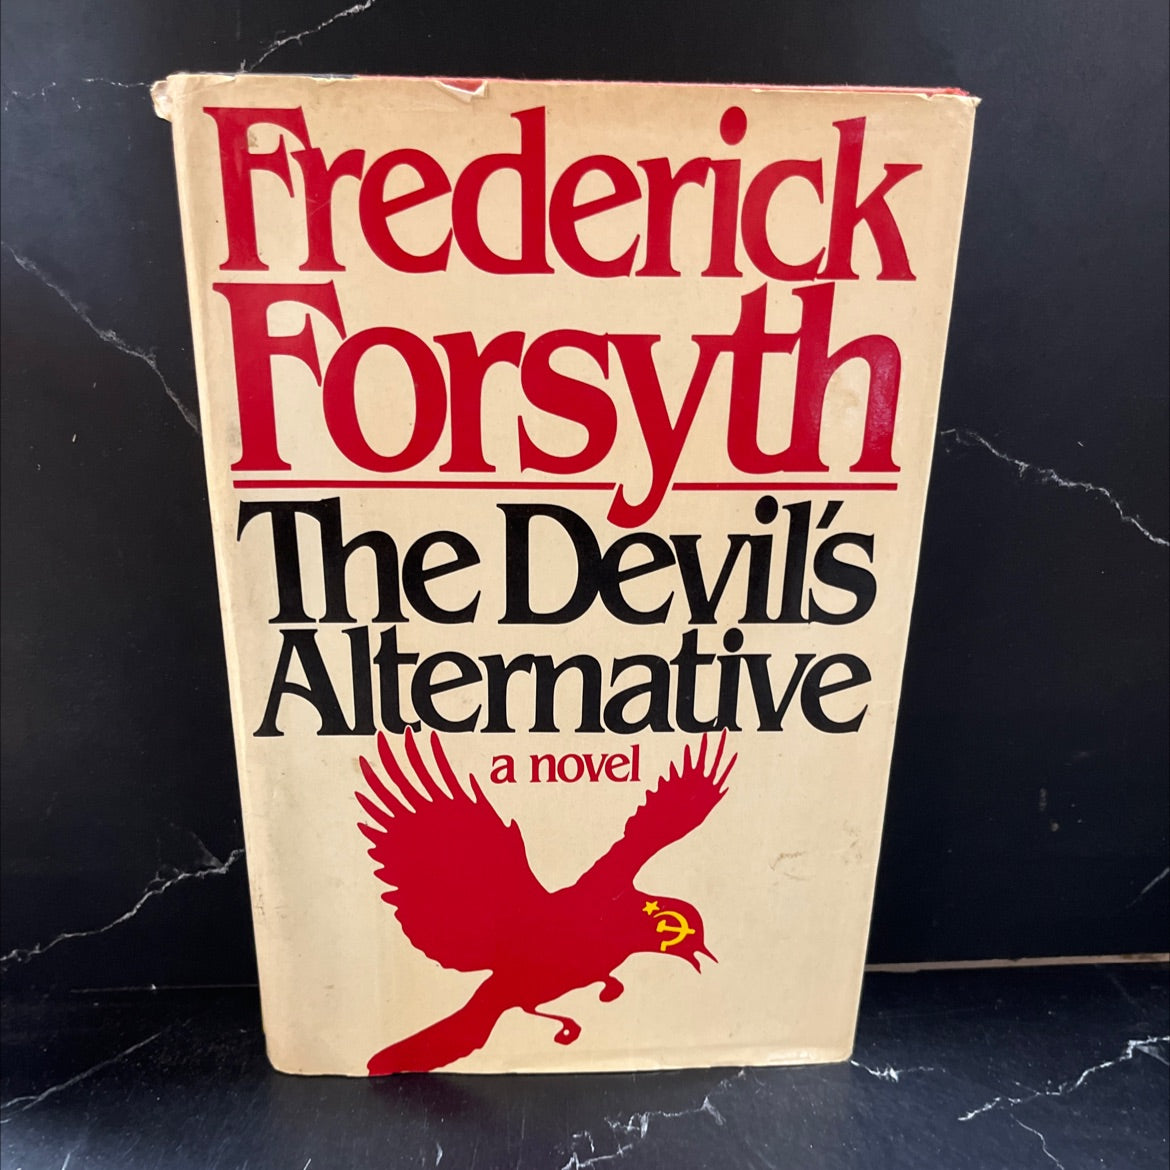 Frederick
Forsyth
The Devil's
Alternative
a novel